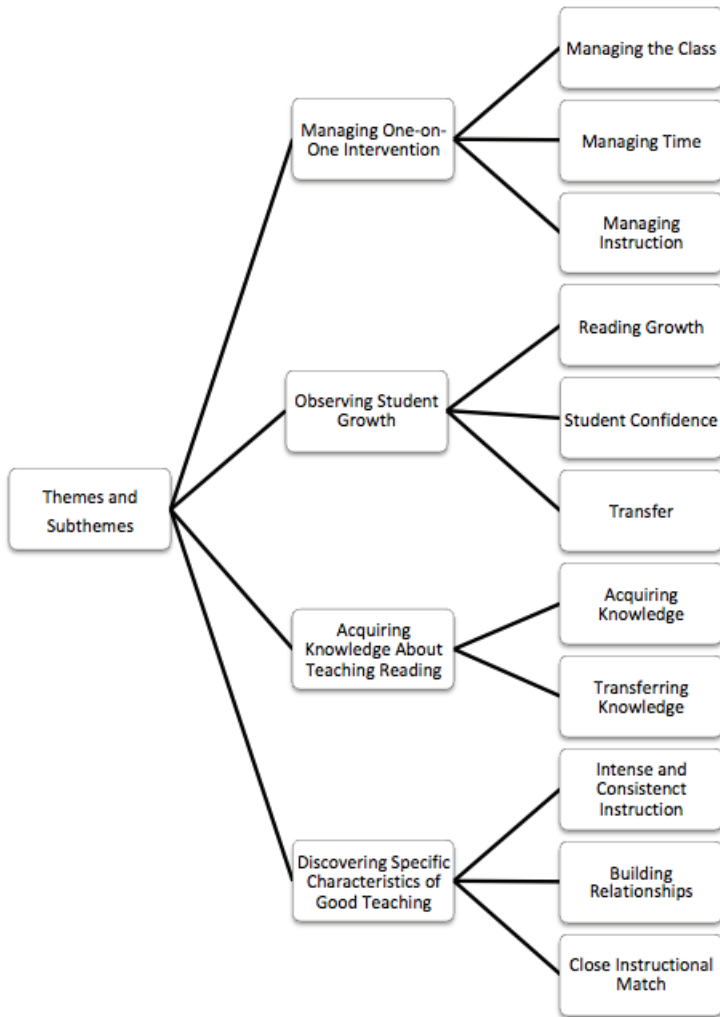 Themes and
Subthemes
Managing One-on-
One Intervention
Managing the Class
Managing Time
Managing
Instruction
Observing Student
Growth
Reading Growth
Student Confidence
Transfer
Acquiring
Knowledge About
Teaching Reading
Acquiring
Knowledge
Transferring
Knowledge
Discovering Specific
Characteristics of
Good Teaching
Intense and
Consistenct
Instruction
Building
Relationships
Close Instructional
Match